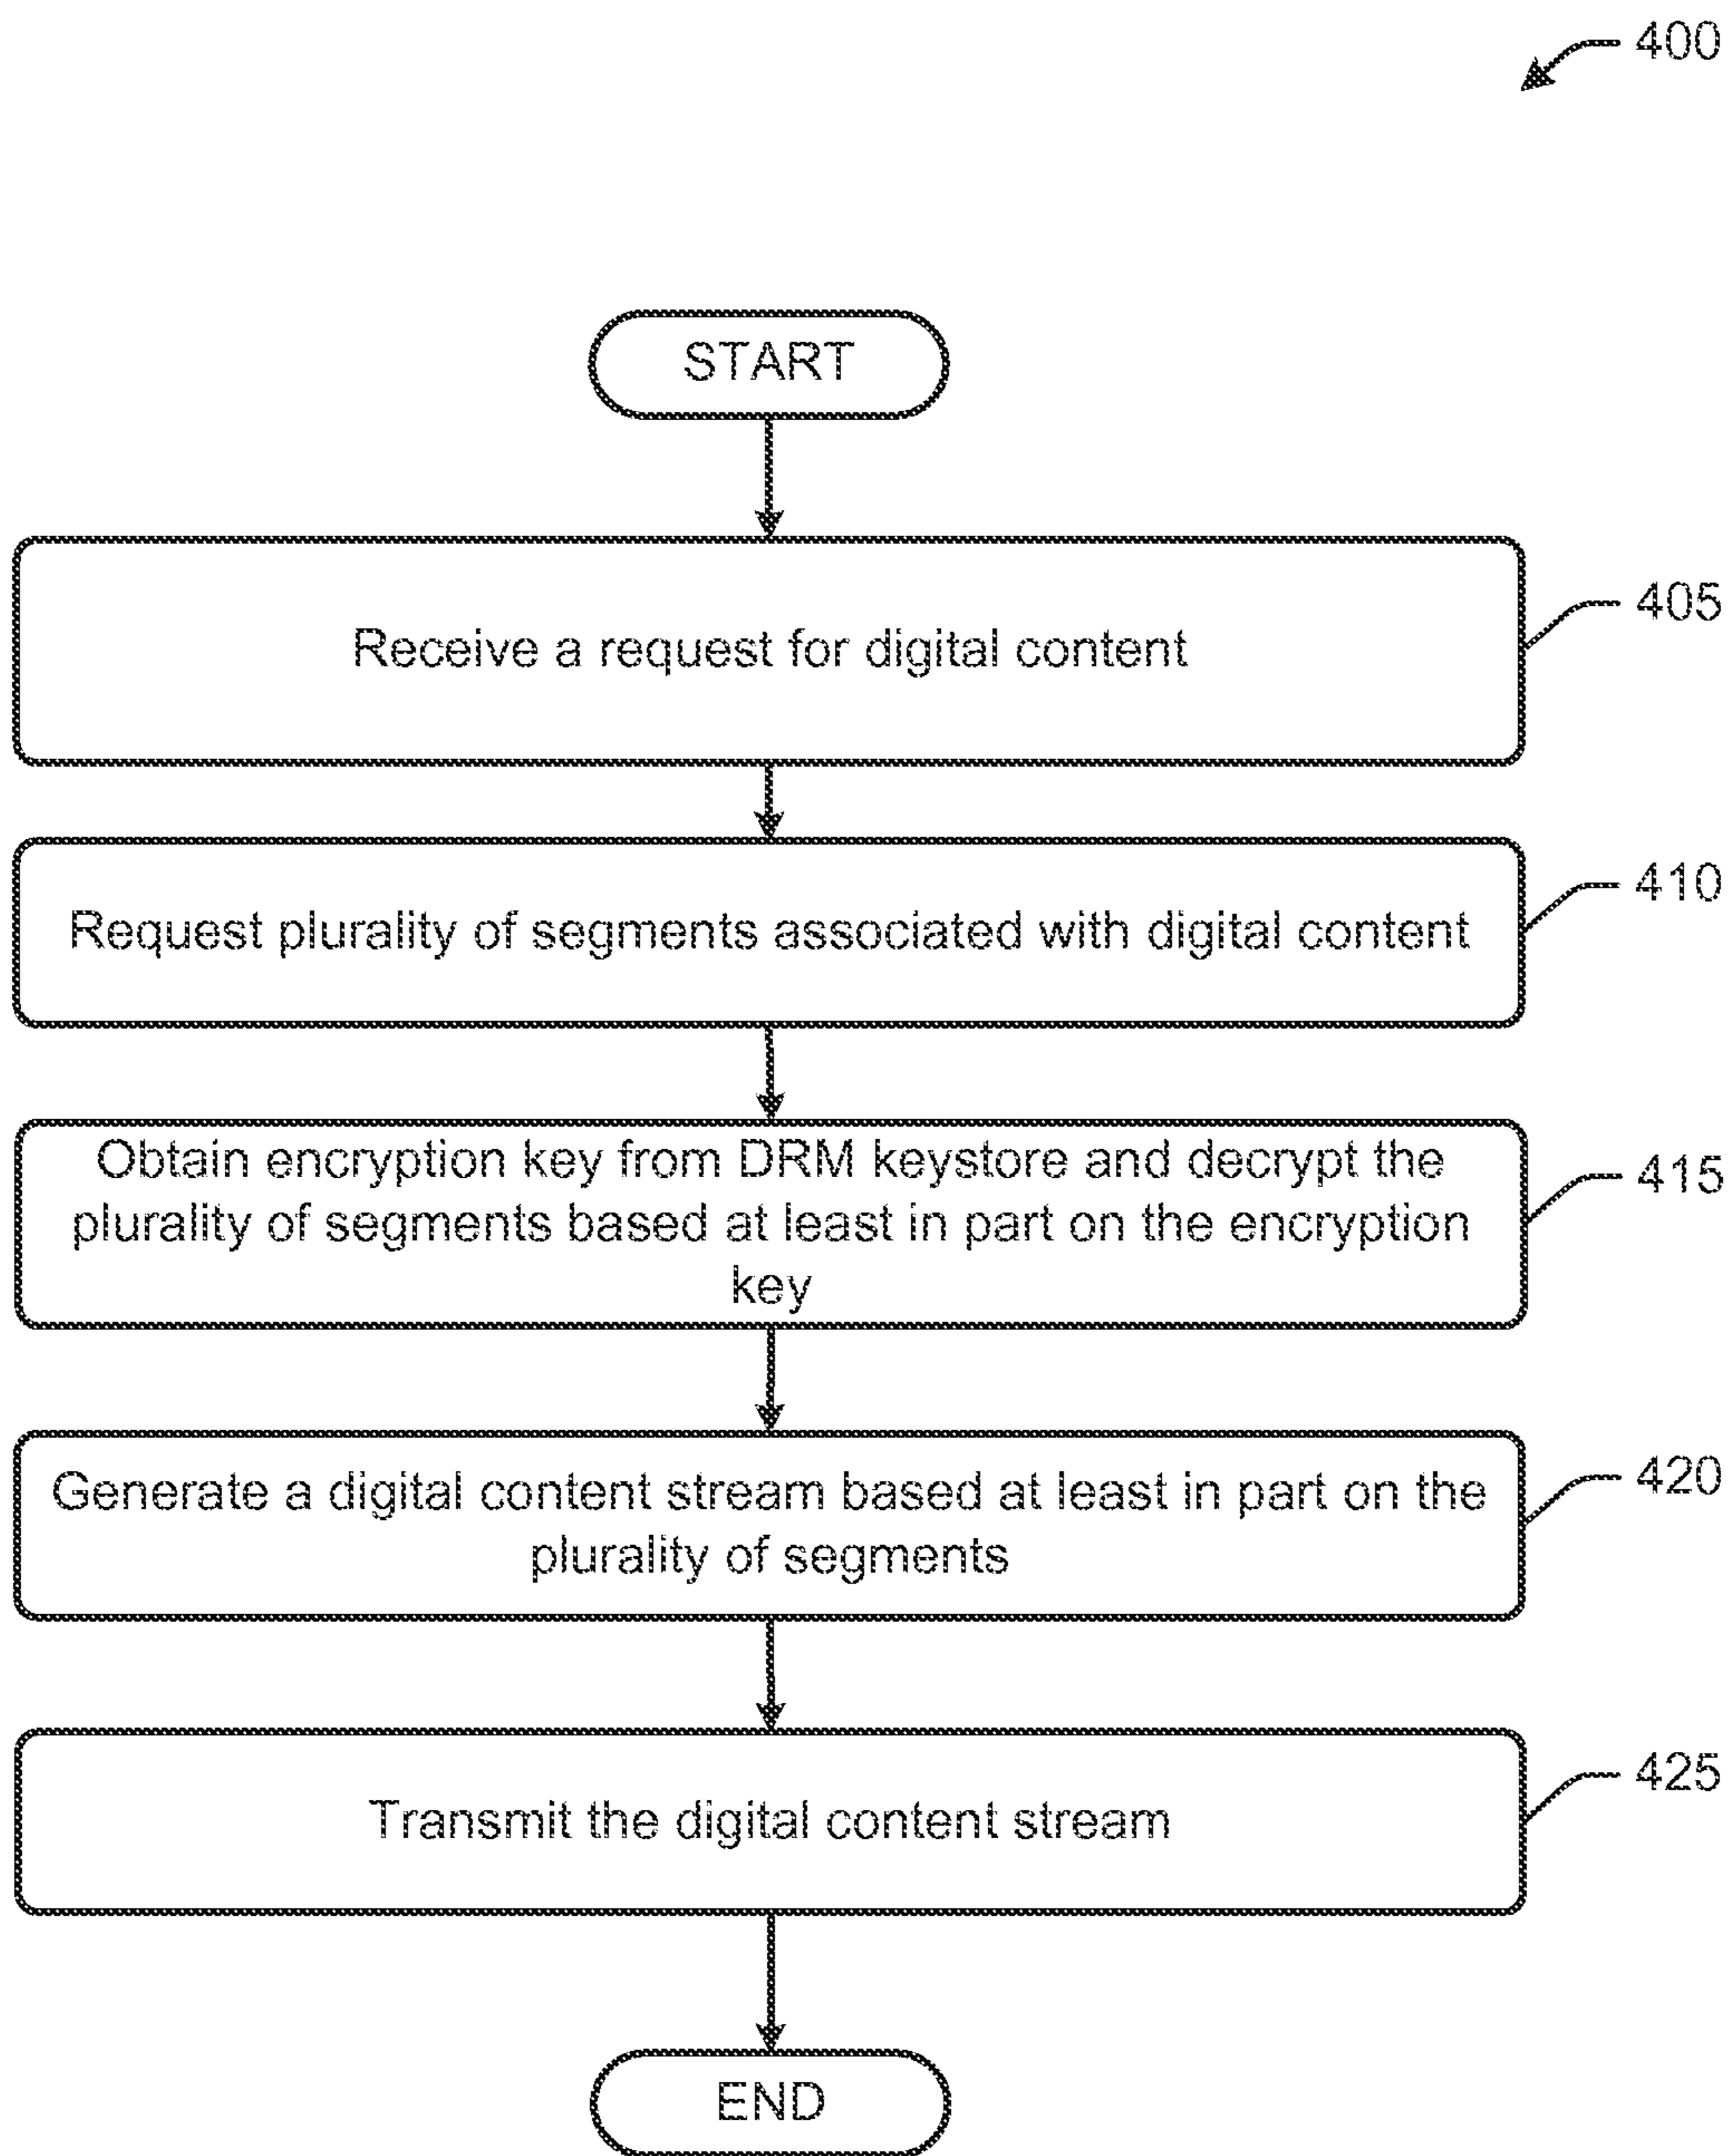 400
START
Receive a request for digital content
405
Request plurality of segments associated with digital content
410
Obtain encryption key from DRM keystore and decrypt the
plurality of segments based at least in part on the encryption
key
415
Generate a digital content stream based at least in part on the
plurality of segments
420
Transmit the digital content stream
425
END